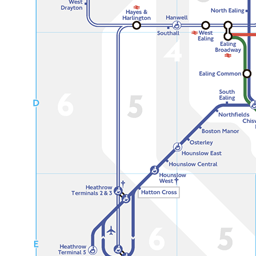 West
Drayton
Hayes &
Harlington
Hanwell
Southall
North Ealing
West
Ealing
Ealing
Broadway
Ealing Common
South
Ealing
D
6
5
Northfields
Chis
Boston Manor
Osterley
Hounslow East
Hounslow Central
Hounslow
West
Heathrow
Terminals 2 & 3
Hatton Cross
6
5
E
Heathrow
Terminal 5